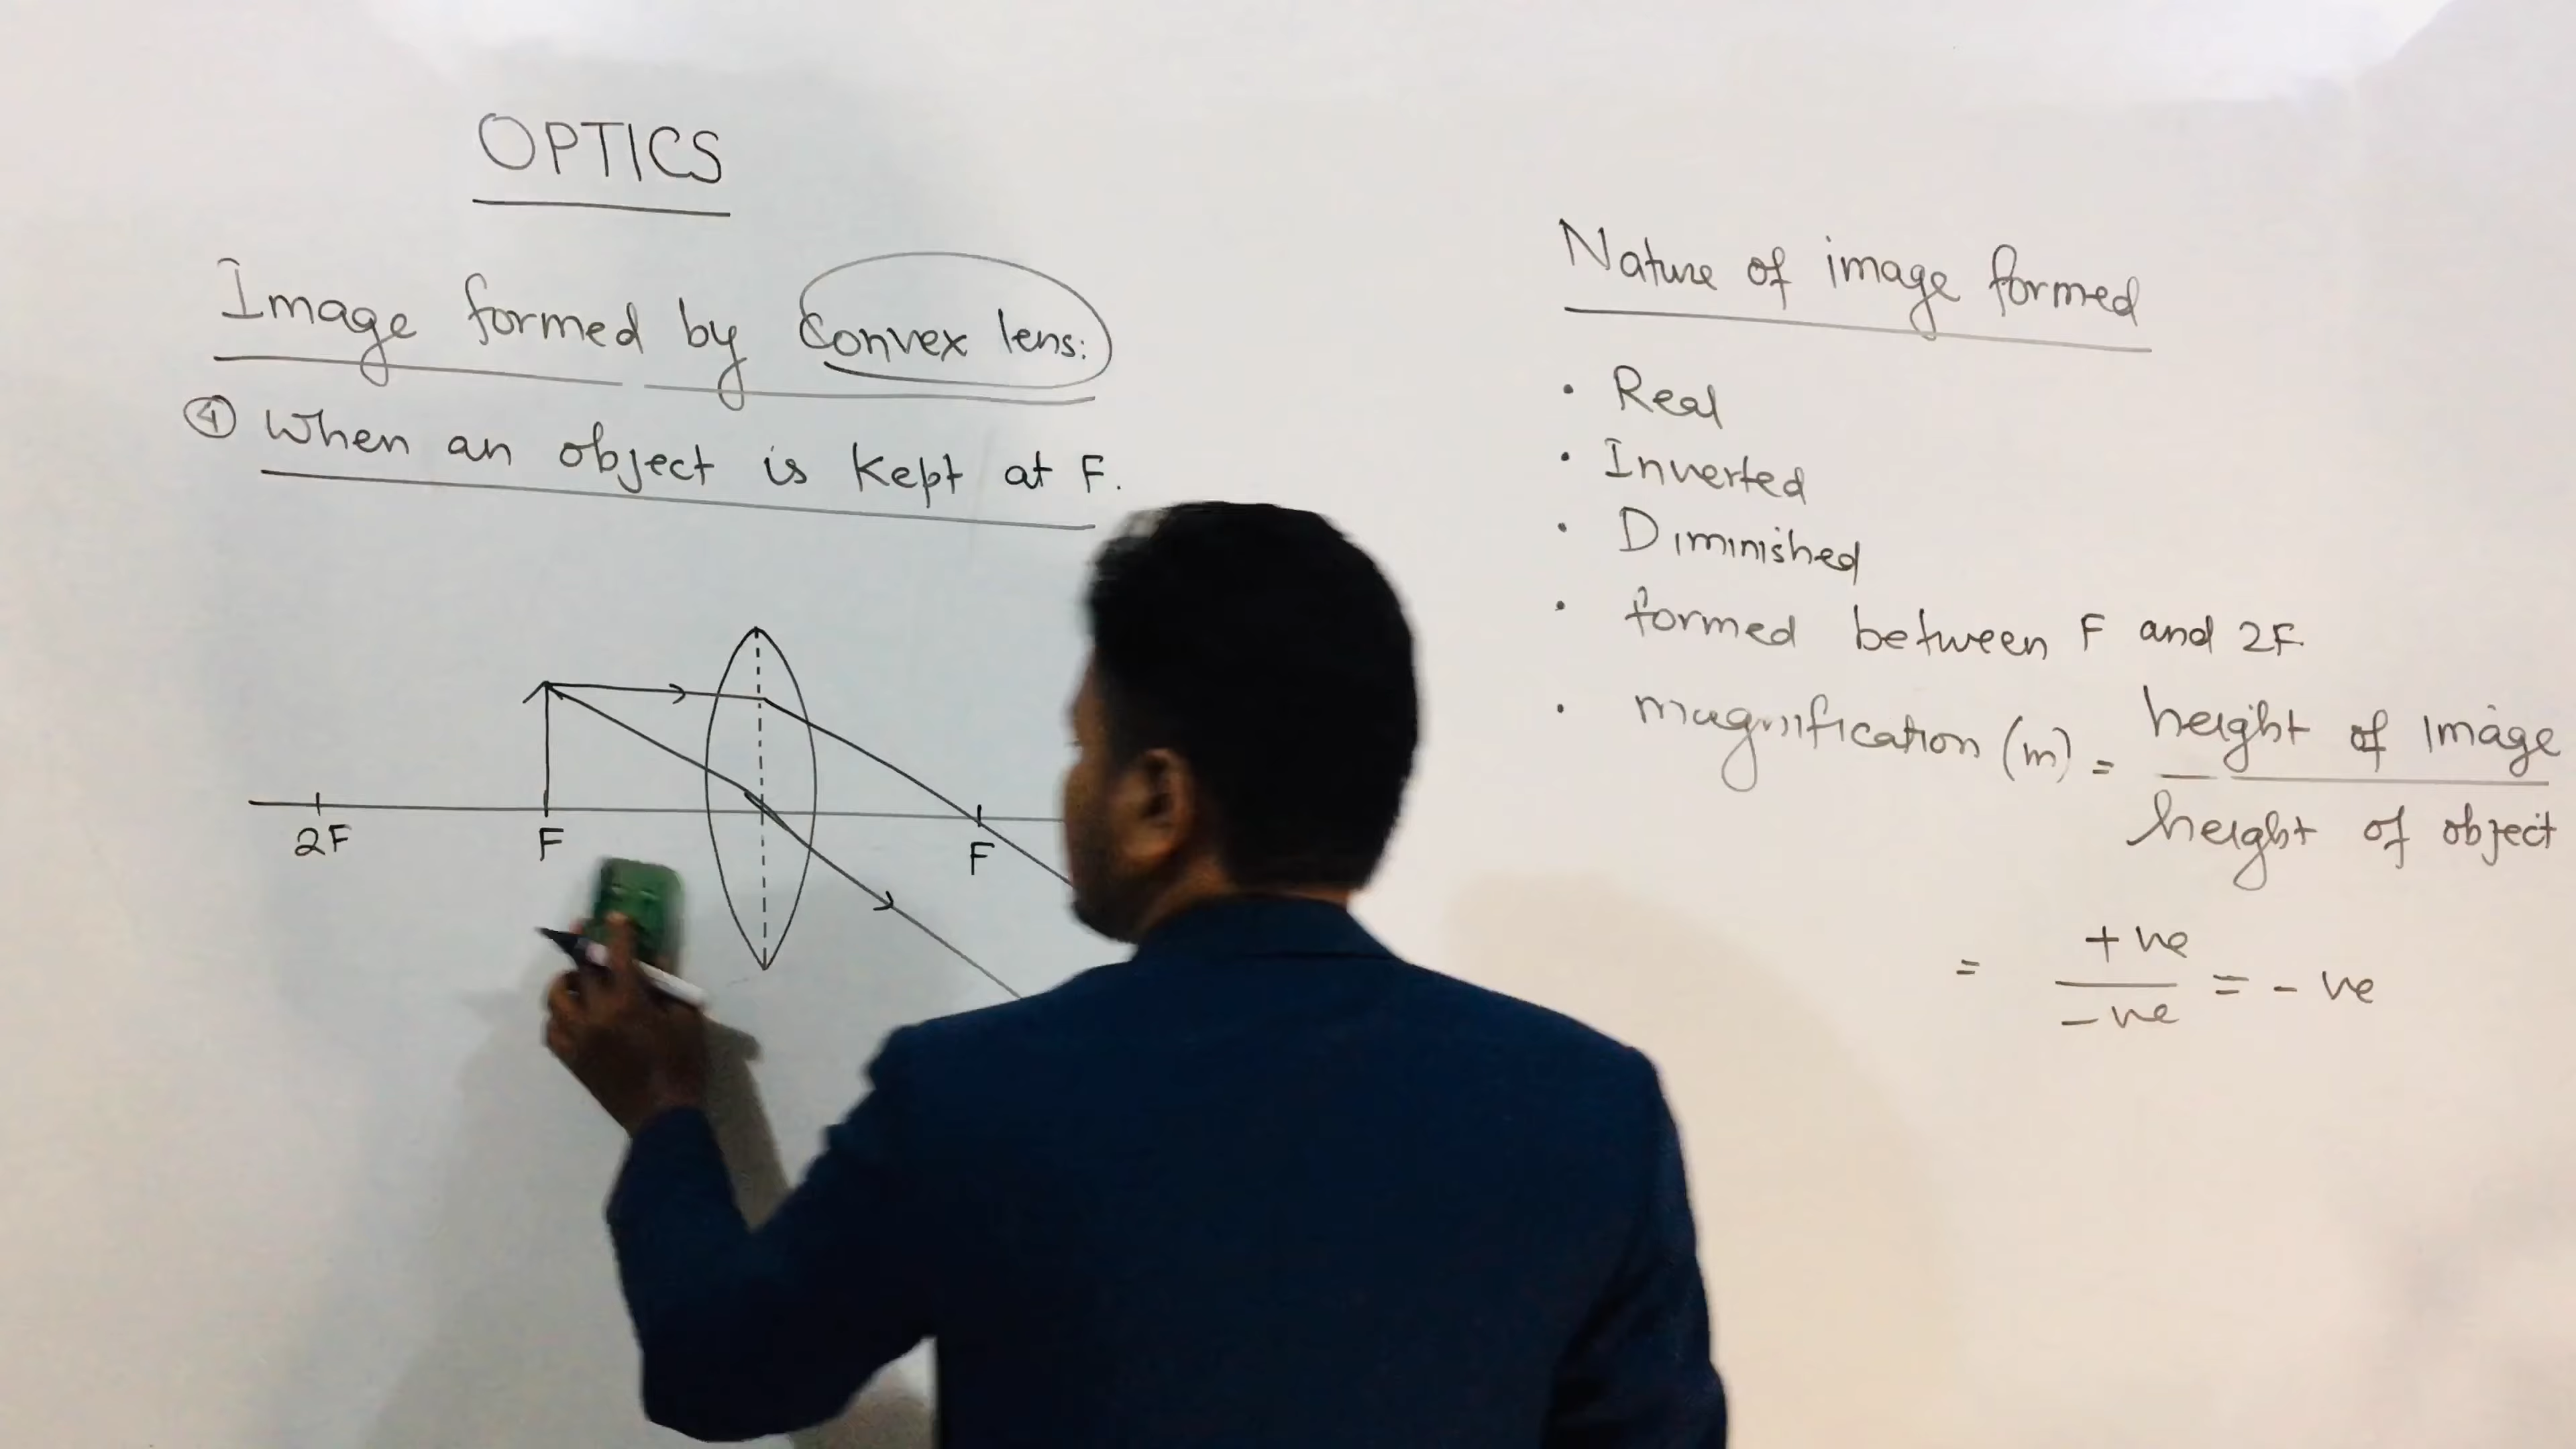 OPTICS
Image formed by Convex lens:
④ When an object is kept at F.
2F
F
F
Nature of image formed
• Real
• Inverted
• Diminished
• formed between F and 2F
• magnification (m) = height of image
height of object
= +ve
-ve = - ve